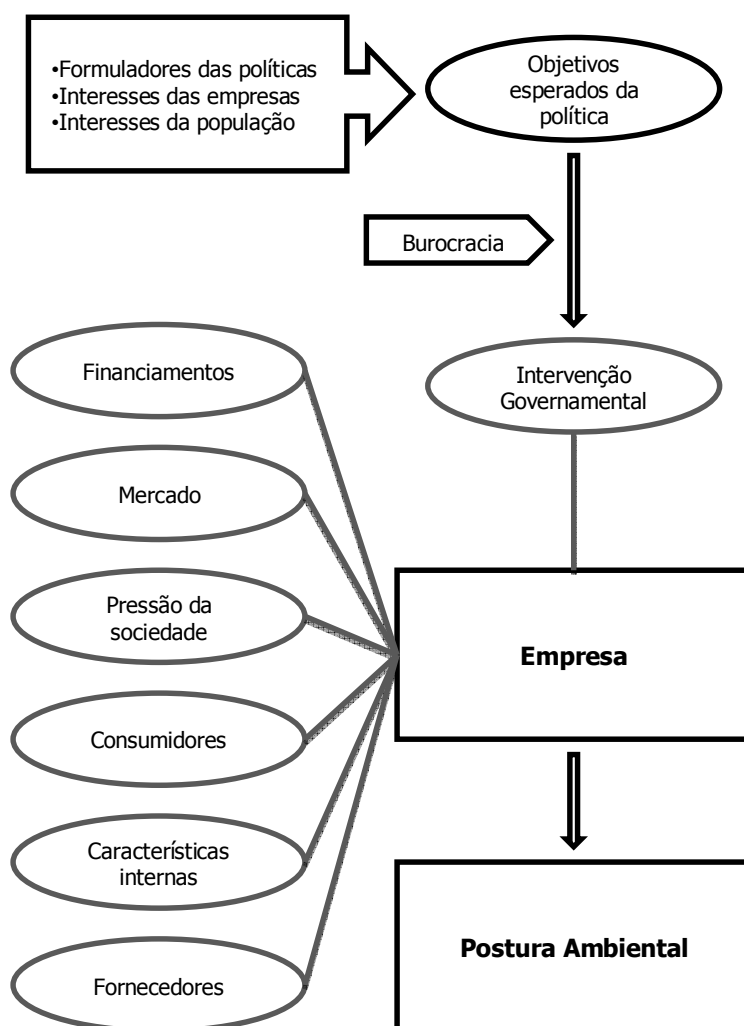 •Formuladores das políticas
•Interesses das empresas
•Interesses da população
Objetivos
esperados da
política
Burocracia
Financiamentos
Intervenção
Governamental
Mercado
Pressão da
sociedade
Empresa
Consumidores
Características
internas
Postura Ambiental
Fornecedores